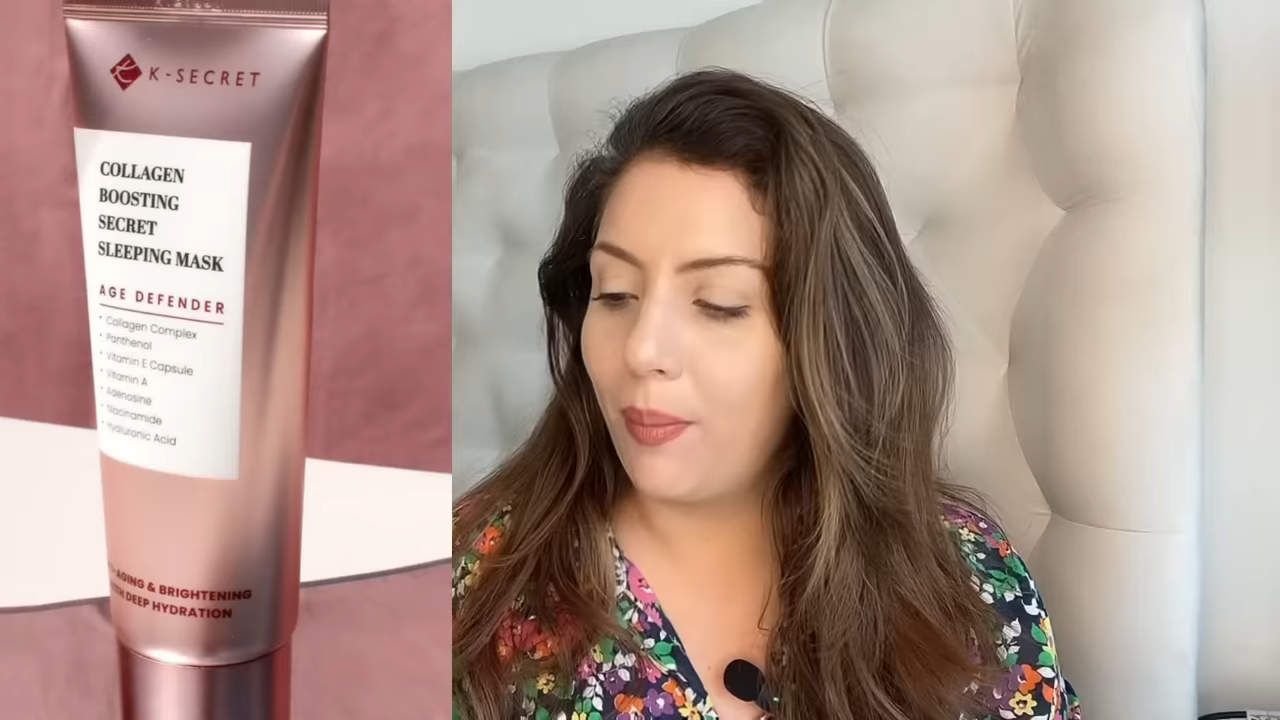 K-SECRET
COLLAGEN
BOOSTING
SECRET
SLEEPING MASK
AGE DEFENDER
• Collagen Complex
• Panthenol
• Vitamin E Capsule
• Vitamin A
• Adenosine
• Niacinamide
• Hyaluronic Acid
-AGING & BRIGHTENING
DEEP HYDRATION